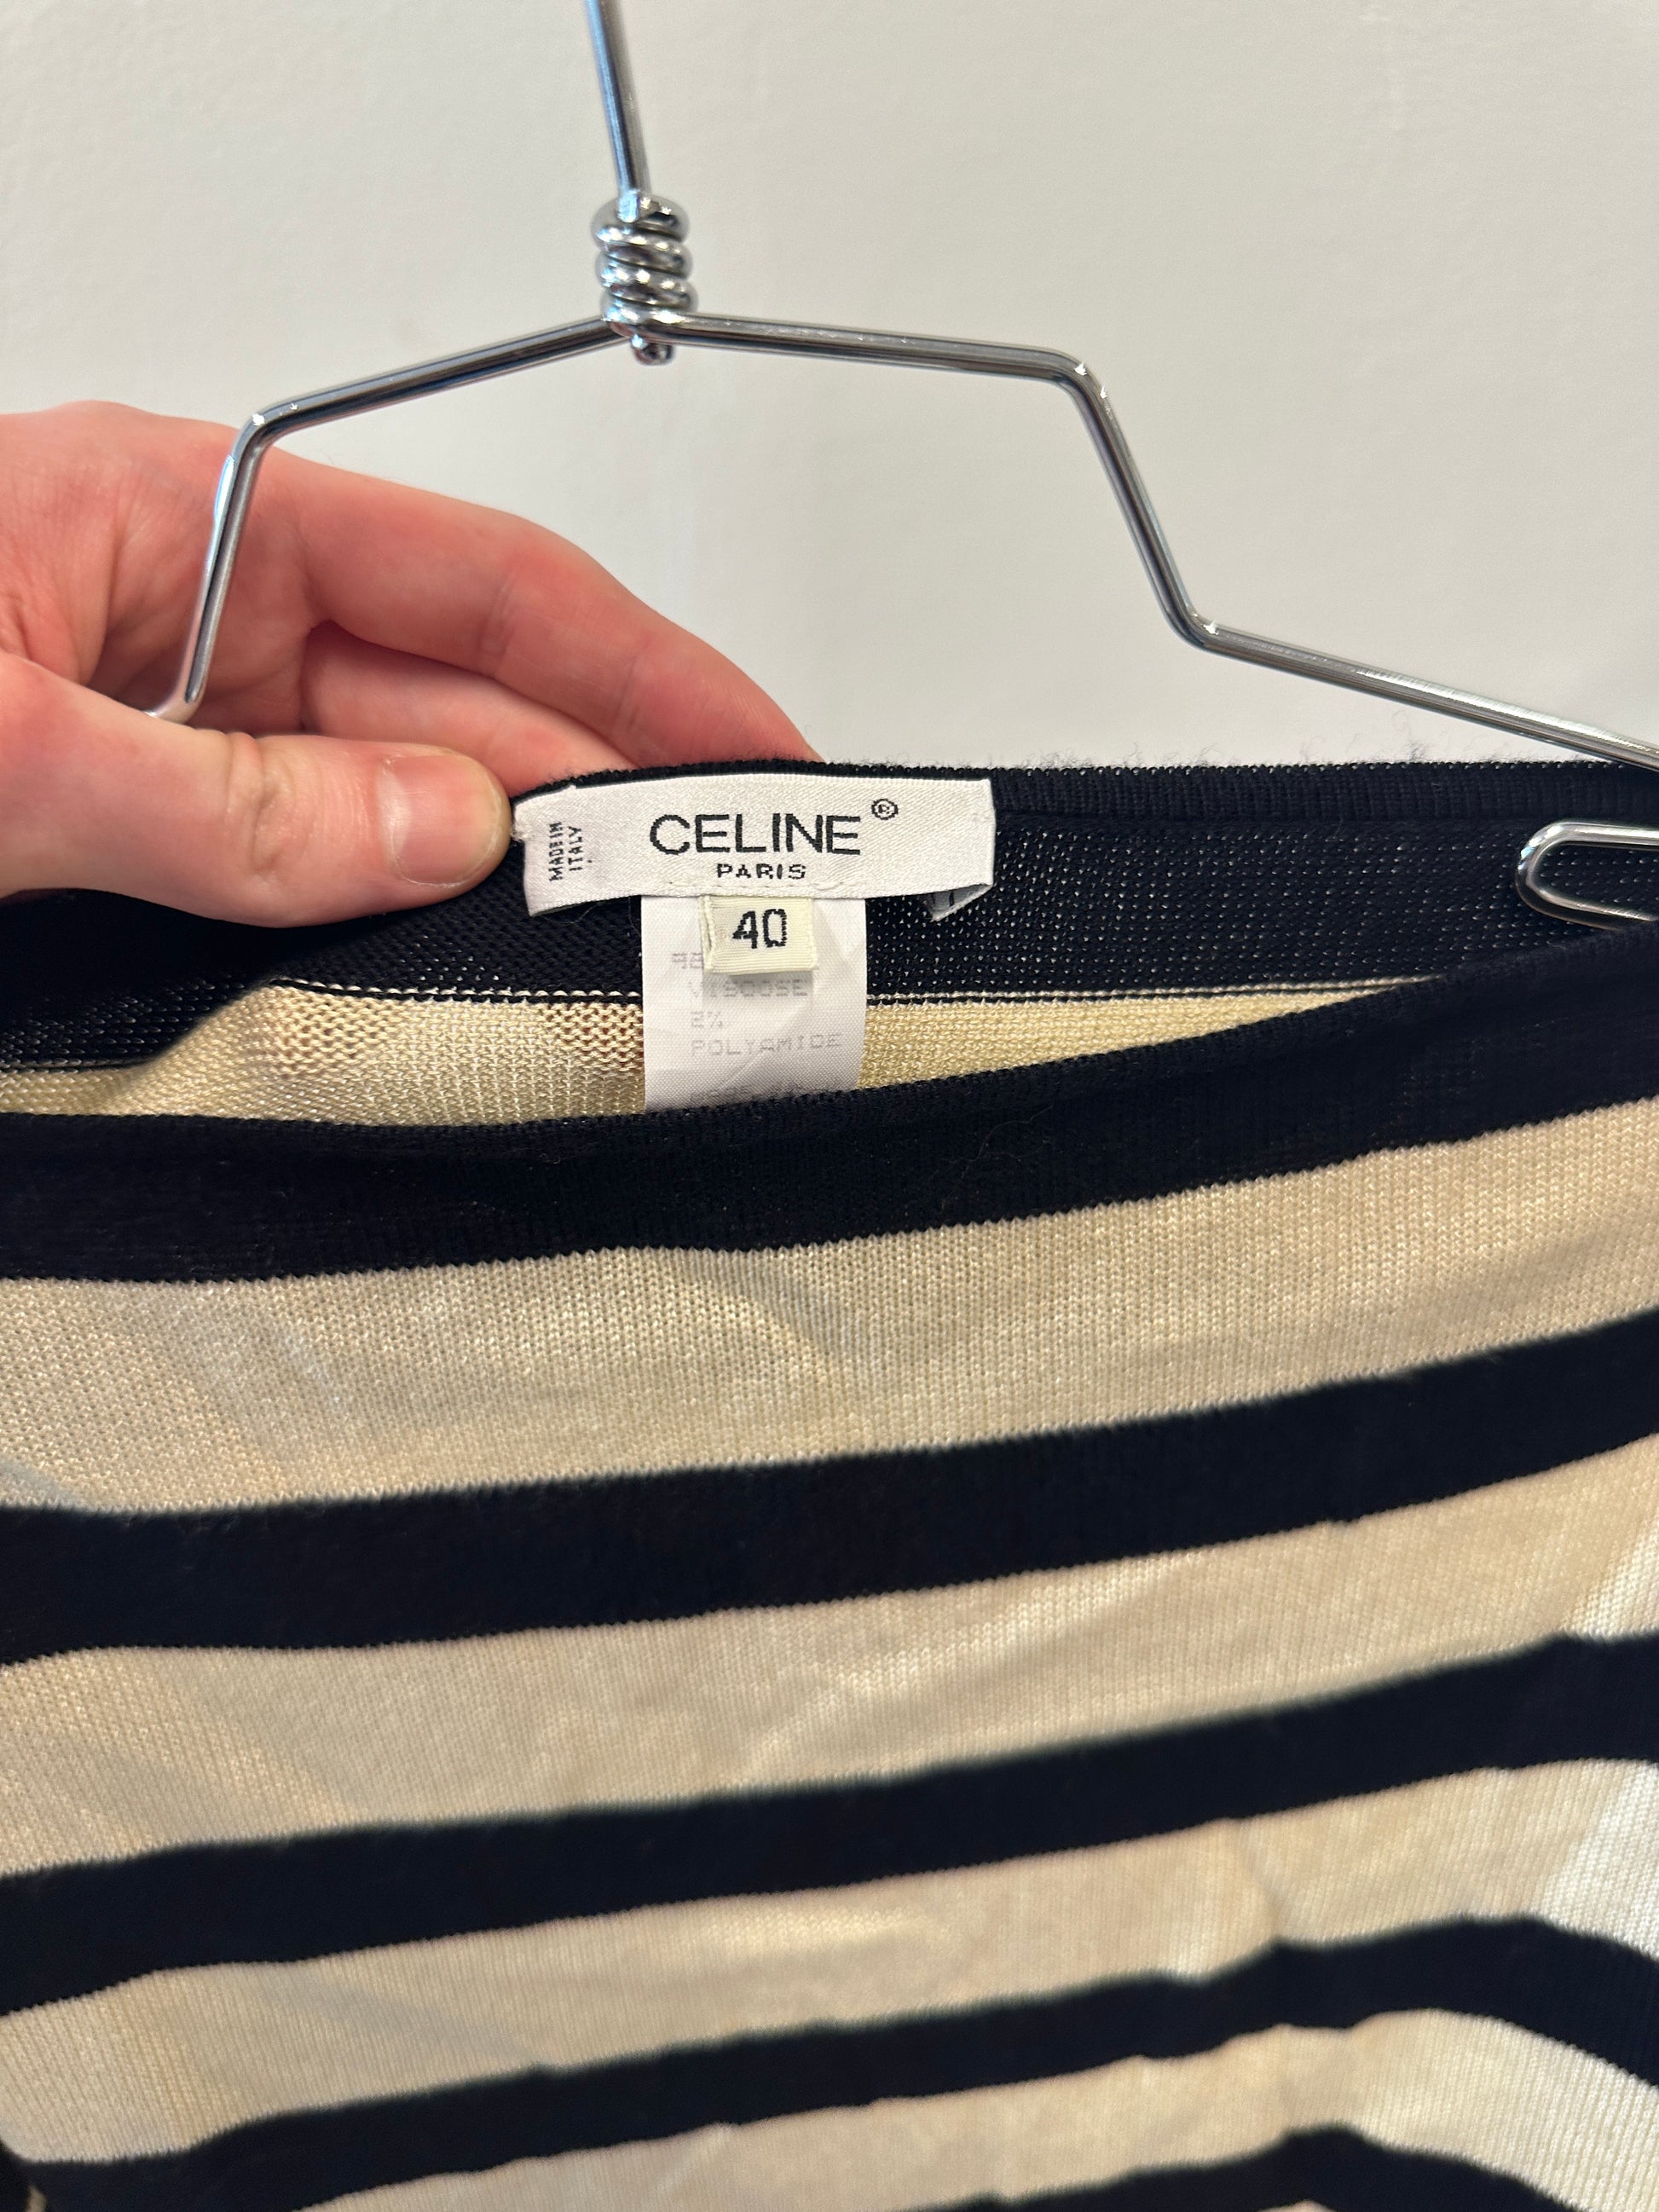 MADE IN
ITALY
CELINE®
PARIS
40
VISCOSE
2%
POLYAMIDE